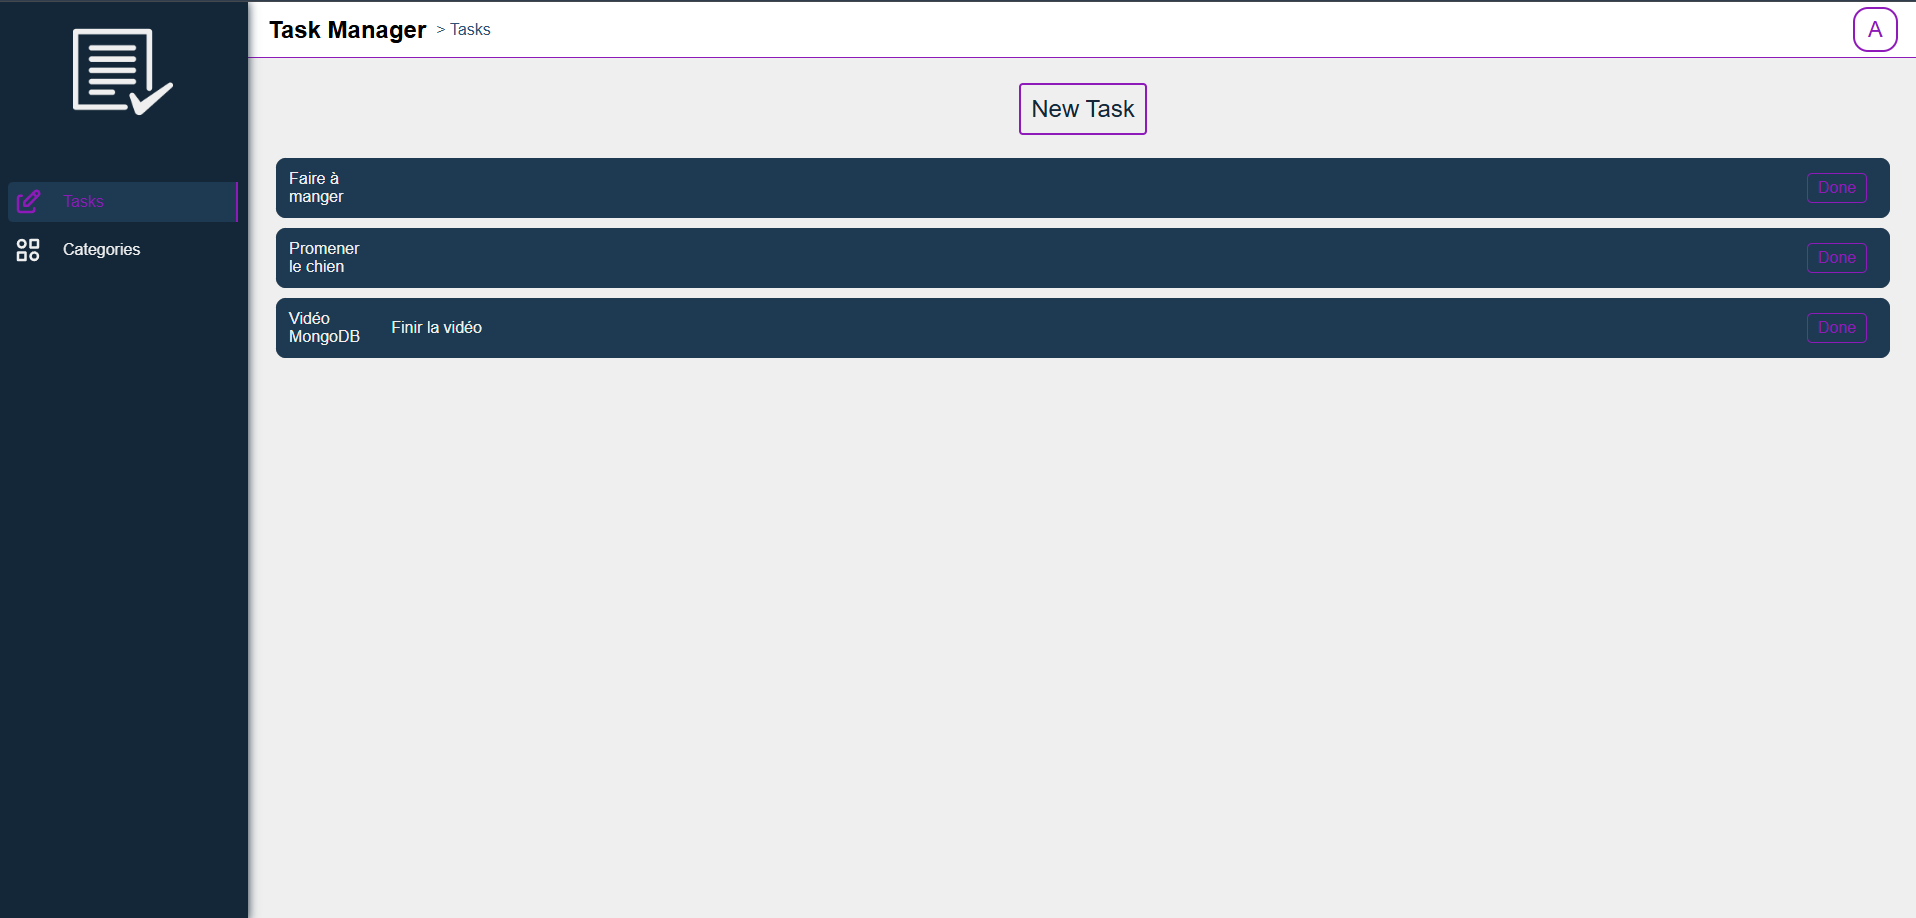 Task Manager > Tasks
A
Tasks
Categories
New Task
Faire à
manger
Done
Promener
le chien
Done
Vidéo
MongoDB
Finir la vidéo
Done